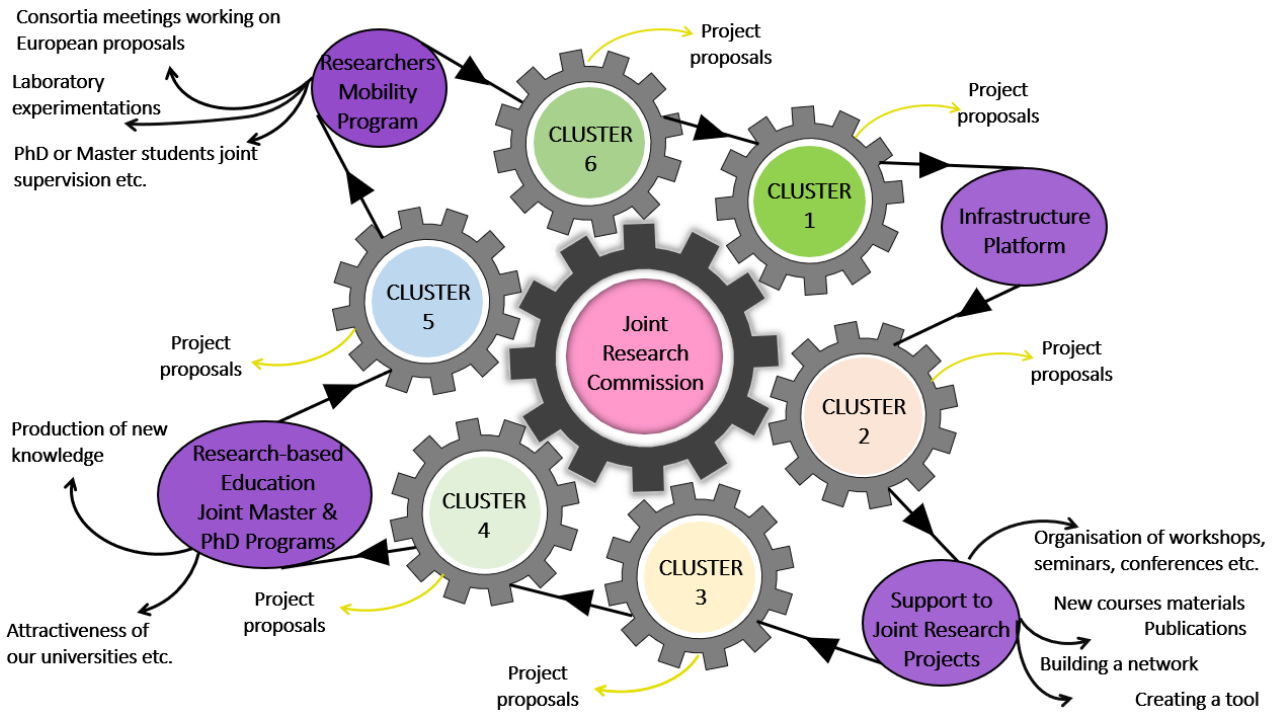 Consortia meetings working on
European proposals
Laboratory
experimentations
PhD or Master students joint
supervision etc.
Researchers
Mobility
Program
Project
proposals
CLUSTER
6
Project
proposals
CLUSTER
1
Infrastructure
Platform
CLUSTER
5
Project
proposals
Joint
Research
Commission
Project
proposals
CLUSTER
2
Production of new
knowledge
Research-based
Education
Joint Master &
PhD Programs
Attractiveness of
our universities etc.
CLUSTER
4
Project
proposals
CLUSTER
3
Project
proposals
Support to
Joint Research
Projects
Organisation of workshops,
seminars, conferences etc.
New courses materials
Publications
Building a network
Creating a tool